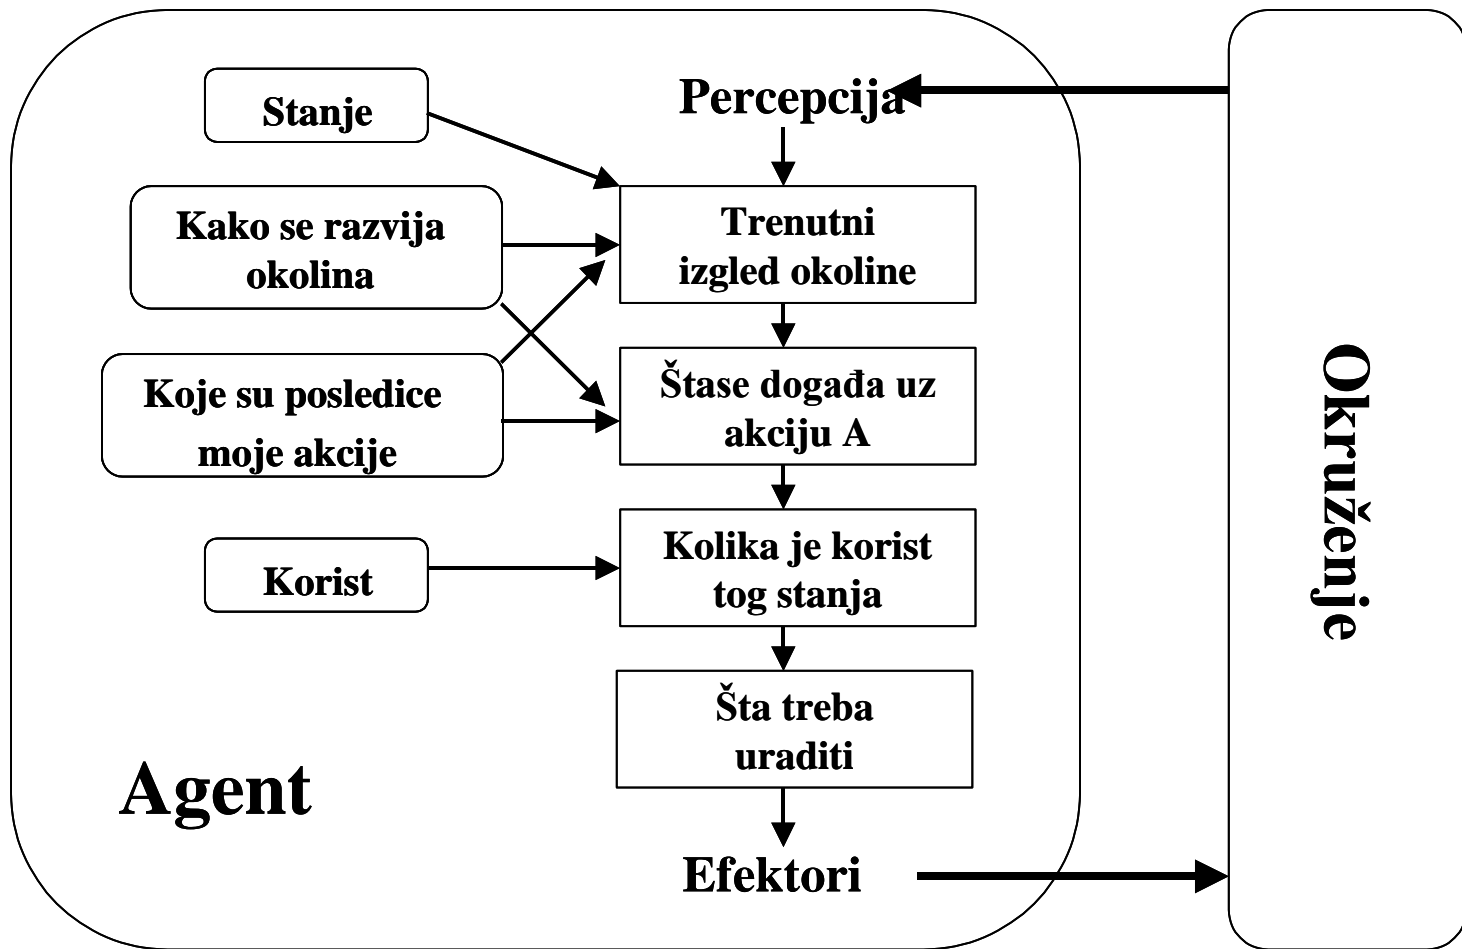 Stanje
Percepcija
Kako se razvija
okolina
Trenutni
izgled okoline
Koje su posledice
moje akcije
Štase događa uz
akciju A
Korist
Kolika je korist
tog stanja
Šta treba
uraditi
Agent
Efektori
Okruženje